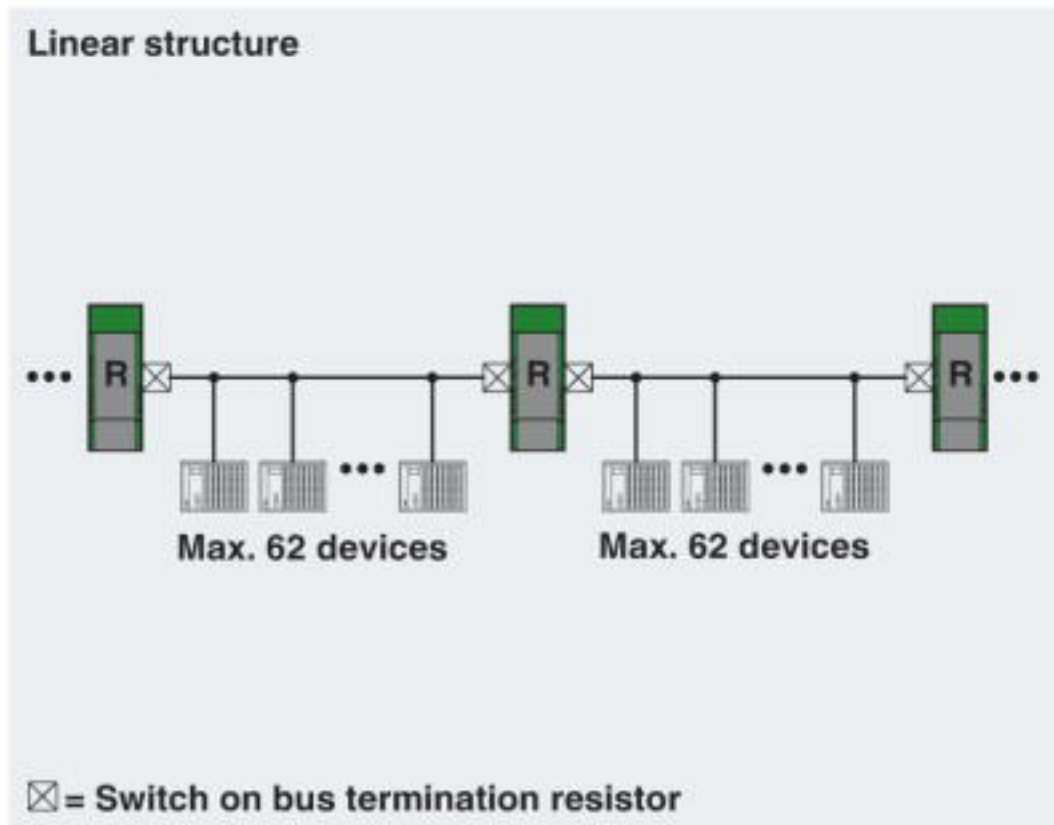 Linear structure
R R R
Max. 62 devices Max. 62 devices
= Switch on bus termination resistor